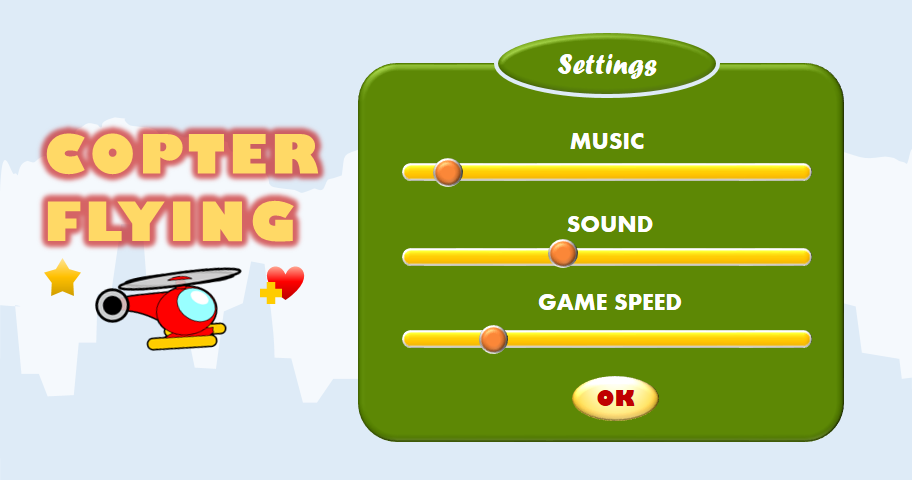 COPTER
FLYING
Settings
MUSIC
SOUND
GAME SPEED
OK